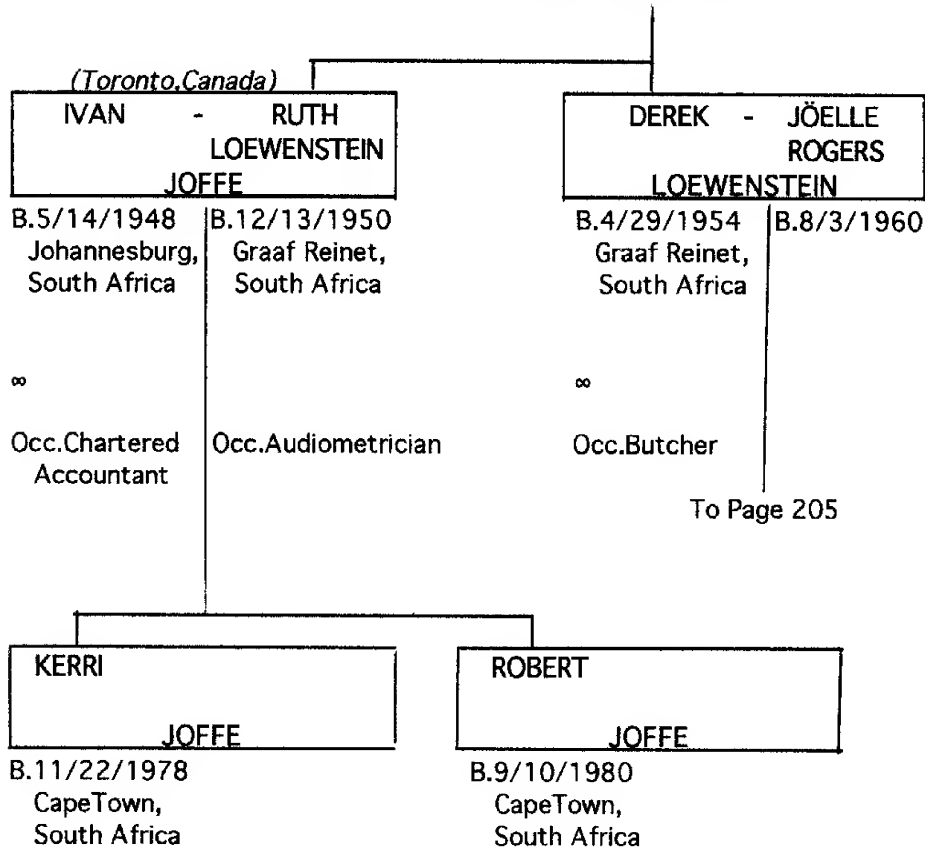 (Toronto,Canada)
IVAN - RUTH
LOEWENSTEIN
JOFFE
B.5/14/1948
Johannesburg,
South Africa
B.12/13/1950
Graaf Reinet,
South Africa
∞
Occ.Chartered
Accountant
Occ.Audiometrician
DEREK - JÖELLE
ROGERS
LOEWENSTEIN
B.4/29/1954
Graaf Reinet,
South Africa
B.8/3/1960
∞
Occ.Butcher
To Page 205
KERRI
JOFFE
B.11/22/1978
CapeTown,
South Africa
ROBERT
JOFFE
B.9/10/1980
CapeTown,
South Africa